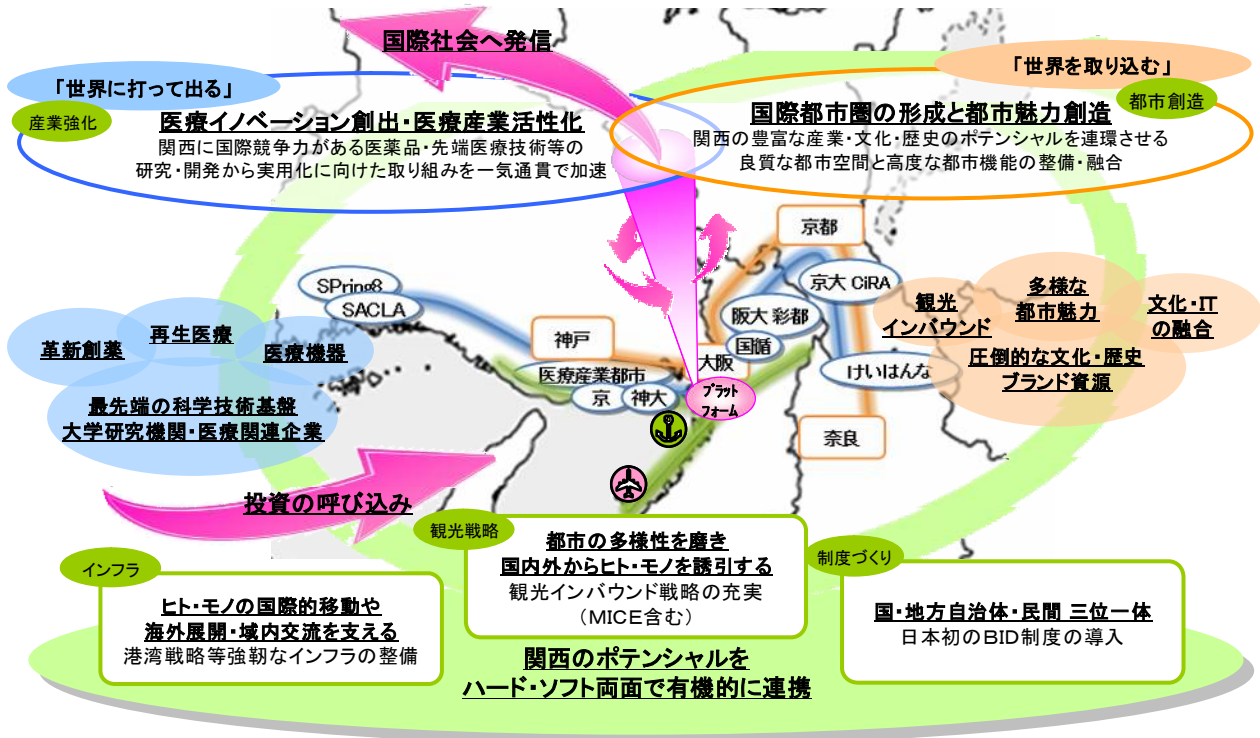 国際社会へ発信
「世界に打って出る」
「世界を取り込む」
産業強化
医療イノベーション創出・医療産業活性化
関西に国際競争力がある医薬品・先端医療技術等の
研究・開発から実用化に向けた取り組みを一気通貫で加速
都市創造
国際都市圏の形成と都市魅力創造
関西の豊富な産業・文化・歴史のポテンシャルを連環させる
良質な都市空間と高度な都市機能の整備・融合
京都
SPring8
SACLA
京大 CiRA
阪大 彩都
国循
神戸
大阪
医療産業都市
京
神大
プラット
フォーム
けいはんな
奈良
革新創薬
再生医療
医療機器
最先端の科学技術基盤
大学研究機関・医療関連企業
観光
インバウンド
多様な
都市魅力
文化・IT
の融合
圧倒的な文化・歴史
ブランド資源
投資の呼び込み
インフラ
ヒト・モノの国際的移動や
海外展開・域内交流を支える
港湾戦略等強靭なインフラの整備
観光戦略
都市の多様性を磨き
国内外からヒト・モノを誘引する
観光インバウンド戦略の充実
（MICE含む）
制度づくり
国・地方自治体・民間 三位一体
日本初のBID制度の導入
関西のポテンシャルを
ハード・ソフト両面で有機的に連携